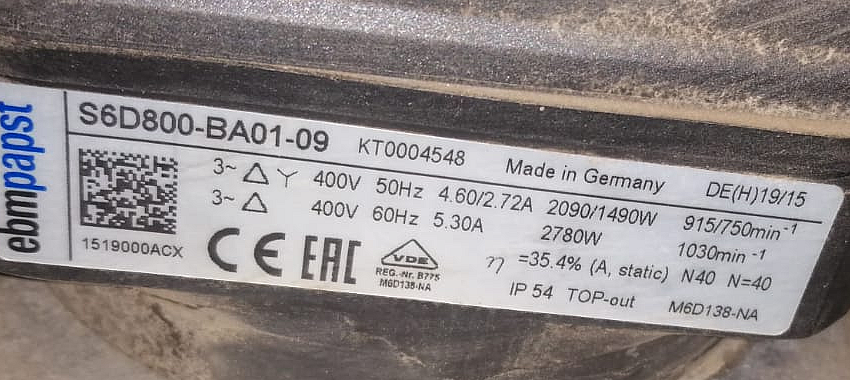 ebmpapst
S6D800-BA01-09 KT0004548 Made in Germany DE(H)19/15
3~ △ Y 400V 50Hz 4.60/2.72A 2090/1490W 915/750min⁻¹
3~ △ 400V 60Hz 5.30A 2780W 1030min⁻¹
1519000ACX
CE EAC VDE
REG.-Nr. B775
M6D138-NA
η =35.4% (A, static) N40 N=40
IP 54 TOP-out M6D138-NA